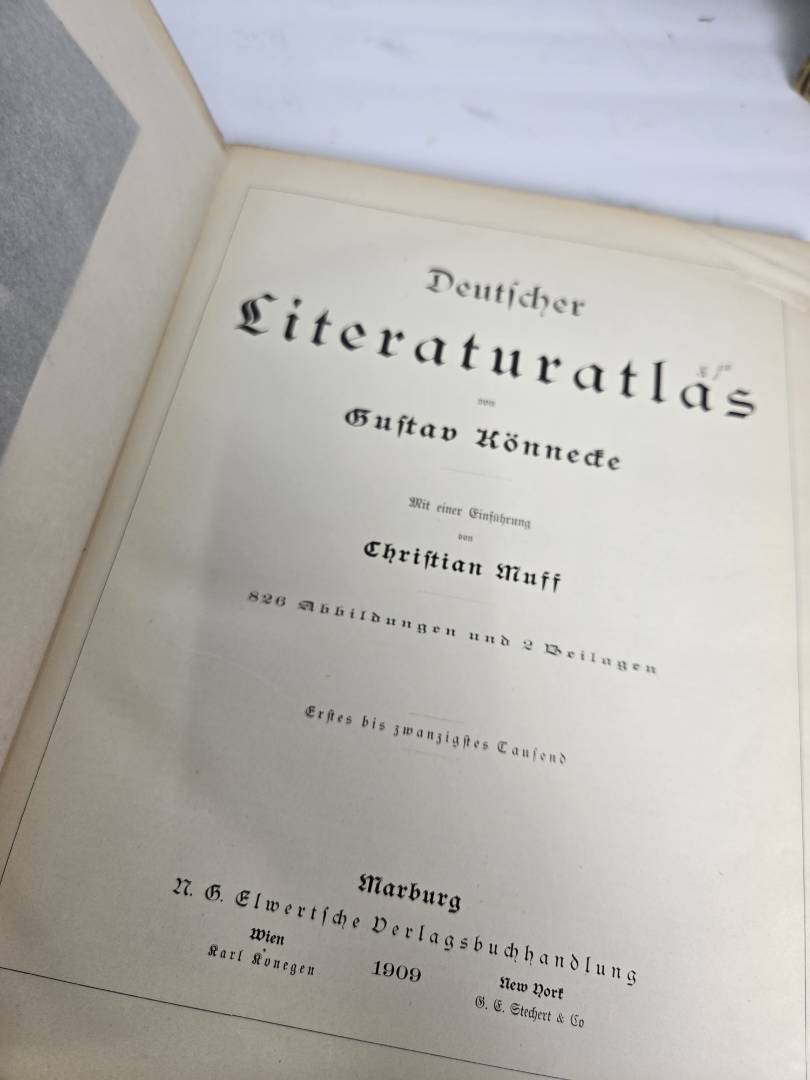 Deutſcher
Literaturatlas
von
Guſtav Könnecke
Mit einer Einführung
von
Chriſtian Muff
826 Abbildungen und 2 Beilagen
Erſtes bis zwanzigſtes Tauſend
Marburg
N. G. Elwertſche Verlagsbuchhandlung
Wien
Karl Konegen
1909
New York
G. E. Stechert & Co